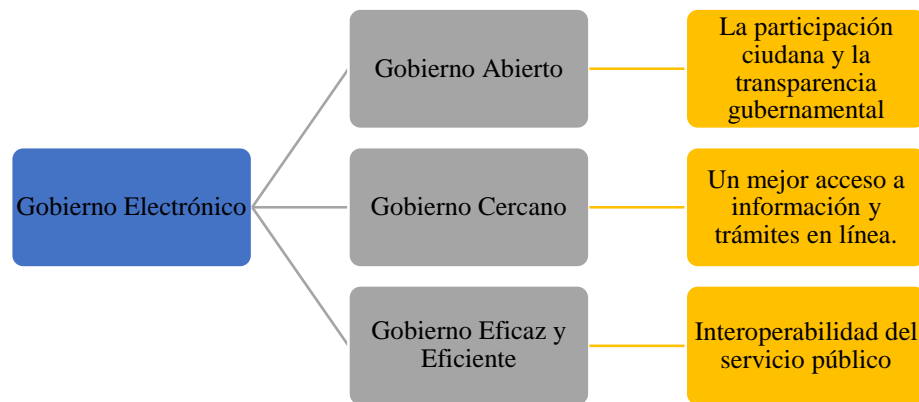 Gobierno Electrónico
Gobierno Abierto
La participación
ciudana y la
transparencia
gubernamental
Gobierno Cercano
Un mejor acceso a
información y
trámites en línea.
Gobierno Eficaz y
Eficiente
Interoperabilidad del
servicio público